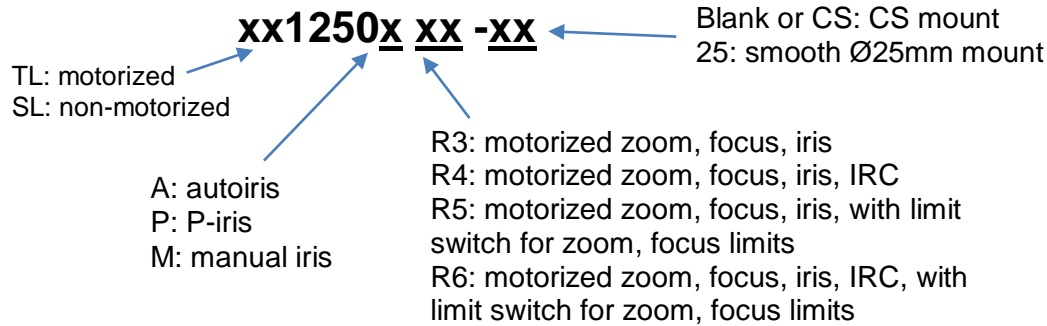 xx1250x xx -xx
Blank or CS: CS mount
25: smooth Ø25mm mount
TL: motorized
SL: non-motorized
A: autoiris
P: P-iris
M: manual iris
R3: motorized zoom, focus, iris
R4: motorized zoom, focus, iris, IRC
R5: motorized zoom, focus, iris, with limit
switch for zoom, focus limits
R6: motorized zoom, focus, iris, IRC, with
limit switch for zoom, focus limits